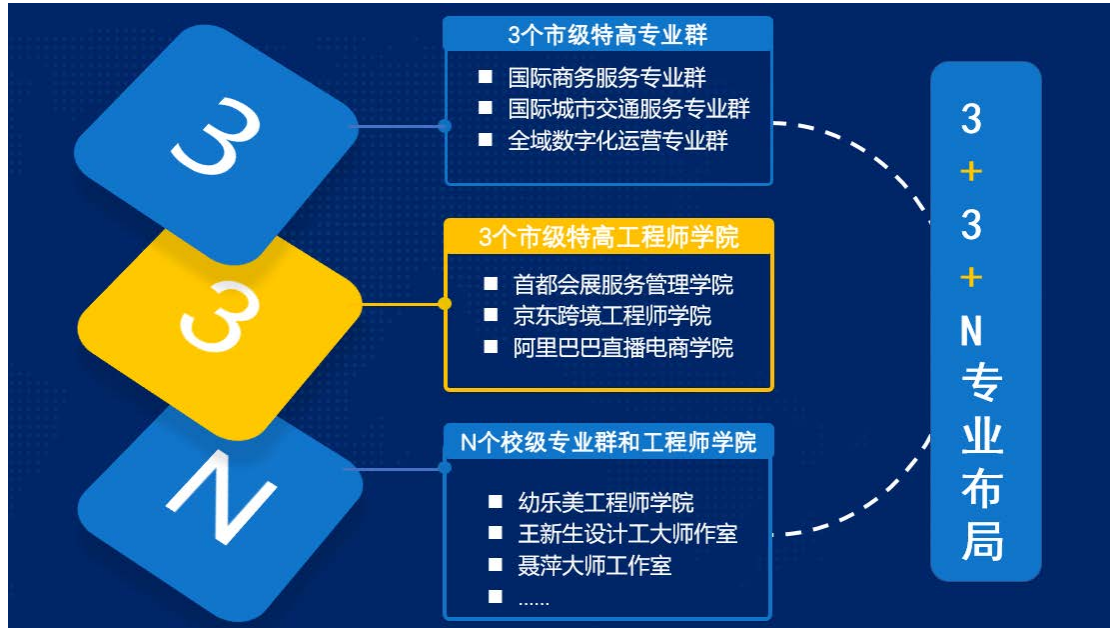 3
3个市级特高专业群
国际商务服务专业群
国际城市交通服务专业群
全域数字化运营专业群
3
3个市级特高工程师学院
首都会展服务管理学院
京东跨境工程师学院
阿里巴巴直播电商学院
N
N个校级专业群和工程师学院
幼乐美工程师学院
王新生设计工大师作室
聂萍大师工作室
......
3+3+N专业布局